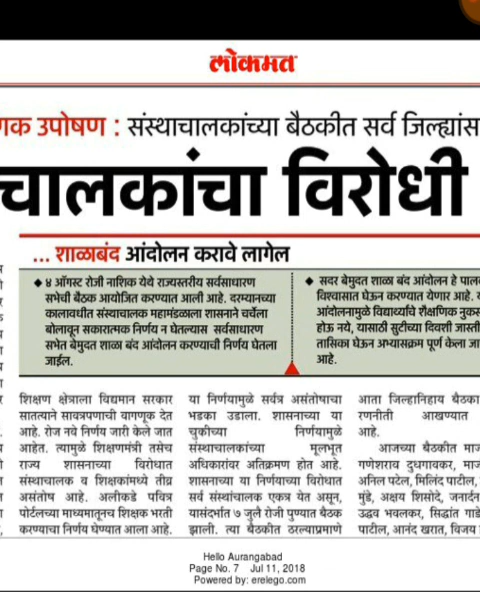 लोकमत
णिक उपोषण : संस्थाचालकांच्या बैठकीत सर्व जिल्ह्यांस
चालकांचा विरोधी
... शाळाबंद आंदोलन करावे लागेल
◆ ४ ऑगस्ट रोजी नाशिक येथे राज्यस्तरीय सर्वसाधारण
सभेची बैठक आयोजित करण्यात आली आहे. दरम्यानच्या
कालावधीत संस्थाचालक महामंडळाला शासनाने चर्चेला
बोलावून सकारात्मक निर्णय न घेतल्यास सर्वसाधारण
सभेत बेमुदत शाळा बंद आंदोलन करण्याची निर्णय घेतला
जाईल.
◆ सदर बेमुदत शाळा बंद आंदोलन हे पाल
विश्वासात घेऊन करण्यात येणार आहे.
आंदोलनामुळे विद्यार्थ्यांचे शैक्षणिक नुकस
होऊ नये, यासाठी सुटीच्या दिवशी जास्ती
तासिका घेऊन अभ्यासक्रम पूर्ण केला जा
आहे.
शिक्षण क्षेत्राला विद्यमान सरकार
सातत्याने सावत्रपणाची वागणूक देत
आहे. रोज नवे निर्णय जारी केले जात
आहेत. त्यामुळे शिक्षणमंत्री तसेच
राज्य शासनाच्या विरोधात
संस्थाचालक व शिक्षकांमध्ये तीव्र
असंतोष आहे. अलीकडे पवित्र
पोर्टलच्या माध्यमातूनच शिक्षक भरती
करण्याचा निर्णय घेण्यात आला आहे.
या निर्णयामुळे सर्वत्र असंतोषाचा
भडका उडाला. शासनाच्या या
चुकीच्या निर्णयामुळे
संस्थाचालकांच्या मूलभूत
अधिकारांवर अतिक्रमण होत आहे.
शासनाच्या या निर्णयाच्या विरोधात
सर्व संस्थांचालक एकत्र येत असून,
यासंदर्भात ७ जुलै रोजी पुण्यात बैठक
झाली. त्या बैठकीत ठरल्याप्रमाणे
आता जिल्हानिहाय बैठका
रणनीती आखण्यात
आहे.
आजच्या बैठकीत माज
गणेशराव दुधगावकर, माज
अनिल पटेल, मिलिंद पाटील,
मुंडे, अक्षय शिसोदे, जनार्दन
उद्धव भवलकर, सिद्धांत गाडे
पाटील, आनंद खरात, विजय
Hello Aurangabad
Page No. 7 Jul 11, 2018
Powered by: erelego.com